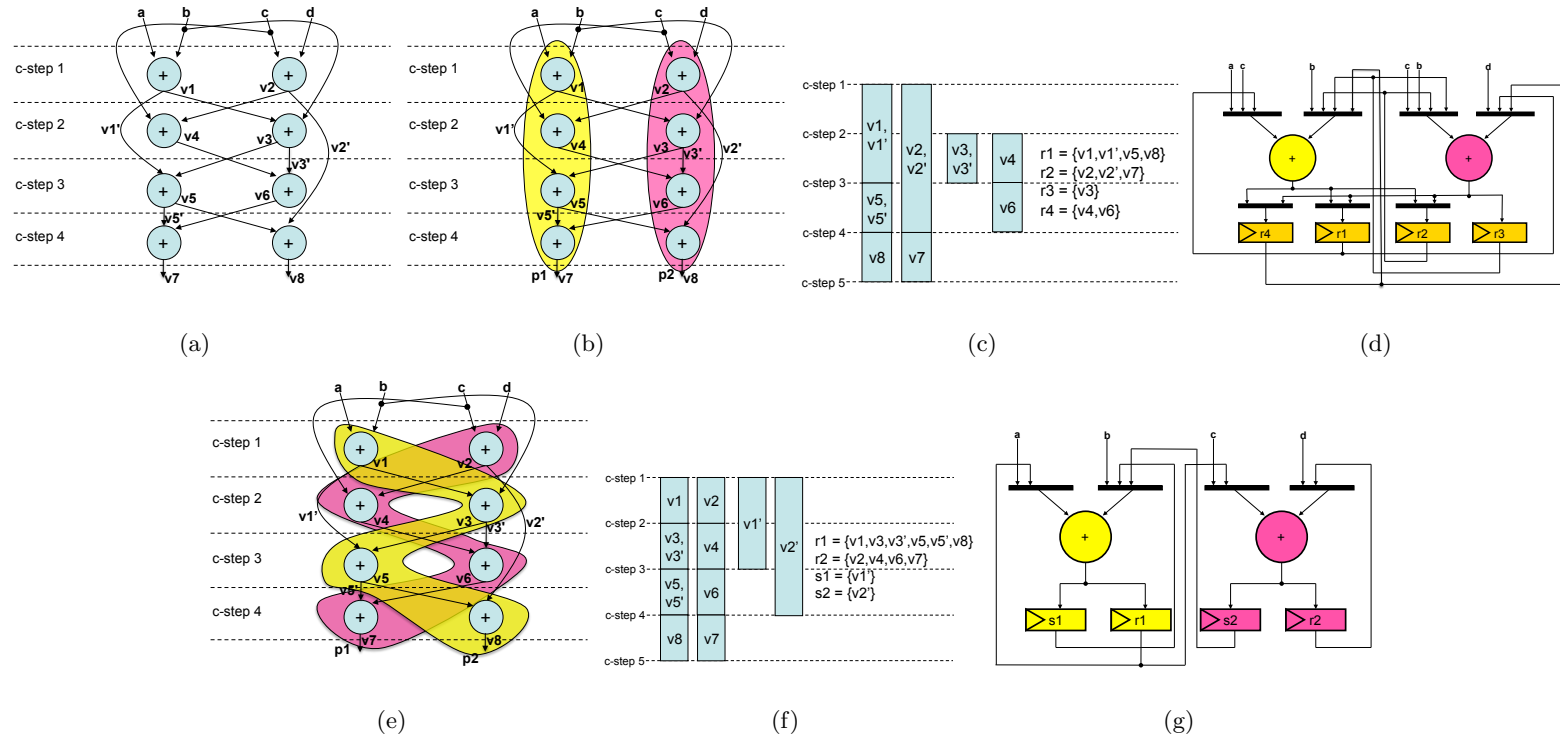 a b c d
c-step 1
+ +
v1 v2
c-step 2
+ +
v1' v4 v3 v2'
v3'
c-step 3
+ +
v5 v6
v5'
c-step 4
+ +
v7 v8
(a)
a b c d
c-step 1
+ +
v1 v2
c-step 2
+ +
v1' v4 v3 v2'
v3'
c-step 3
+ +
v5 v6
v5'
c-step 4
+ +
p1 v7 p2 v8
(b)
c-step 1
c-step 2
c-step 3
c-step 4
c-step 5
v1,
v1'
v2,
v2'
v3,
v3'
v4
v5,
v5'
v6
v8
v7
r1 = {v1,v1',v5,v8}
r2 = {v2,v2',v7}
r3 = {v3}
r4 = {v4,v6}
(c)
a c b c b d
+ +
r4 r1 r2 r3
(d)
a b c d
c-step 1
+ +
v1 v2
c-step 2
+ +
v1' v4 v3 v2'
v3'
c-step 3
+ +
v5 v6
v5'
c-step 4
+ +
v7 v8
p1 p2
(e)
c-step 1
c-step 2
c-step 3
c-step 4
c-step 5
v1 v2
v1'
v2'
v3,
v3'
v4
v5,
v5'
v6
v8 v7
r1 = {v1,v3,v3',v5,v5',v8}
r2 = {v2,v4,v6,v7}
s1 = {v1'}
s2 = {v2'}
(f)
a b c d
+ +
s1 r1 s2 r2
(g)